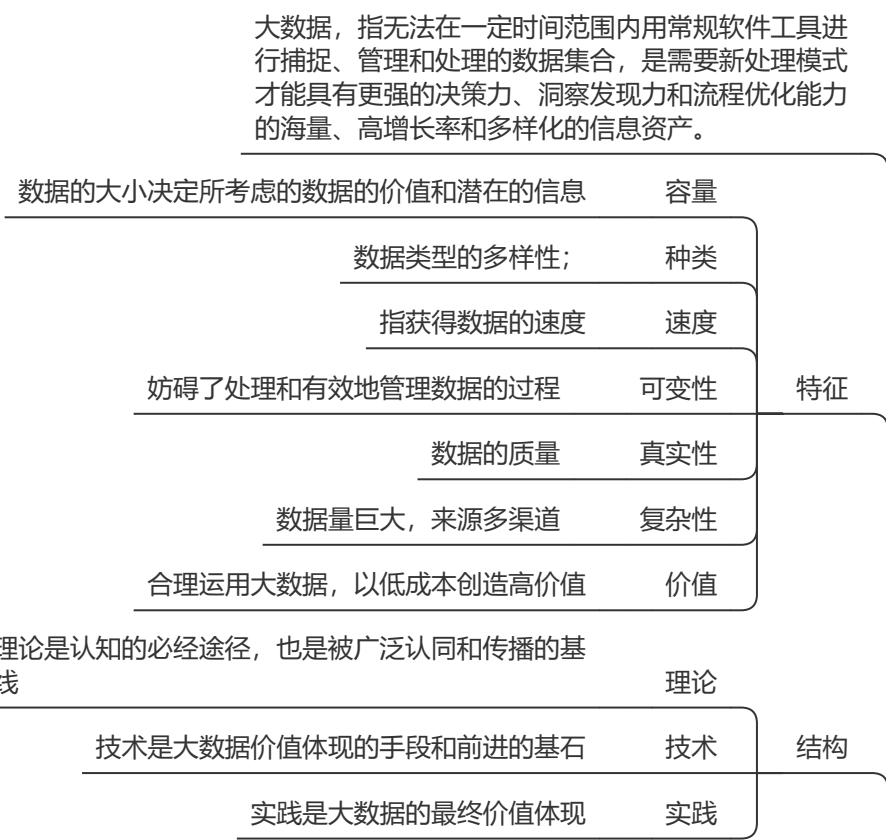 大数据，指无法在一定时间范围内用常规软件工具进
行捕捉、管理和处理的数据集合，是需要新处理模式
才能具有更强的决策力、洞察发现力和流程优化能力
的海量、高增长率和多样化的信息资产。
数据的大小决定所考虑的数据的价值和潜在的信息 容量
数据类型的多样性； 种类
指获得数据的速度 速度
妨碍了处理和有效地管理数据的过程 可变性 特征
数据的质量 真实性
数据量巨大，来源多渠道 复杂性
合理运用大数据，以低成本创造高价值 价值
理论是认知的必经途径，也是被广泛认同和传播的基
线 理论
技术是大数据价值体现的手段和前进的基石 技术 结构
实践是大数据的最终价值体现 实践